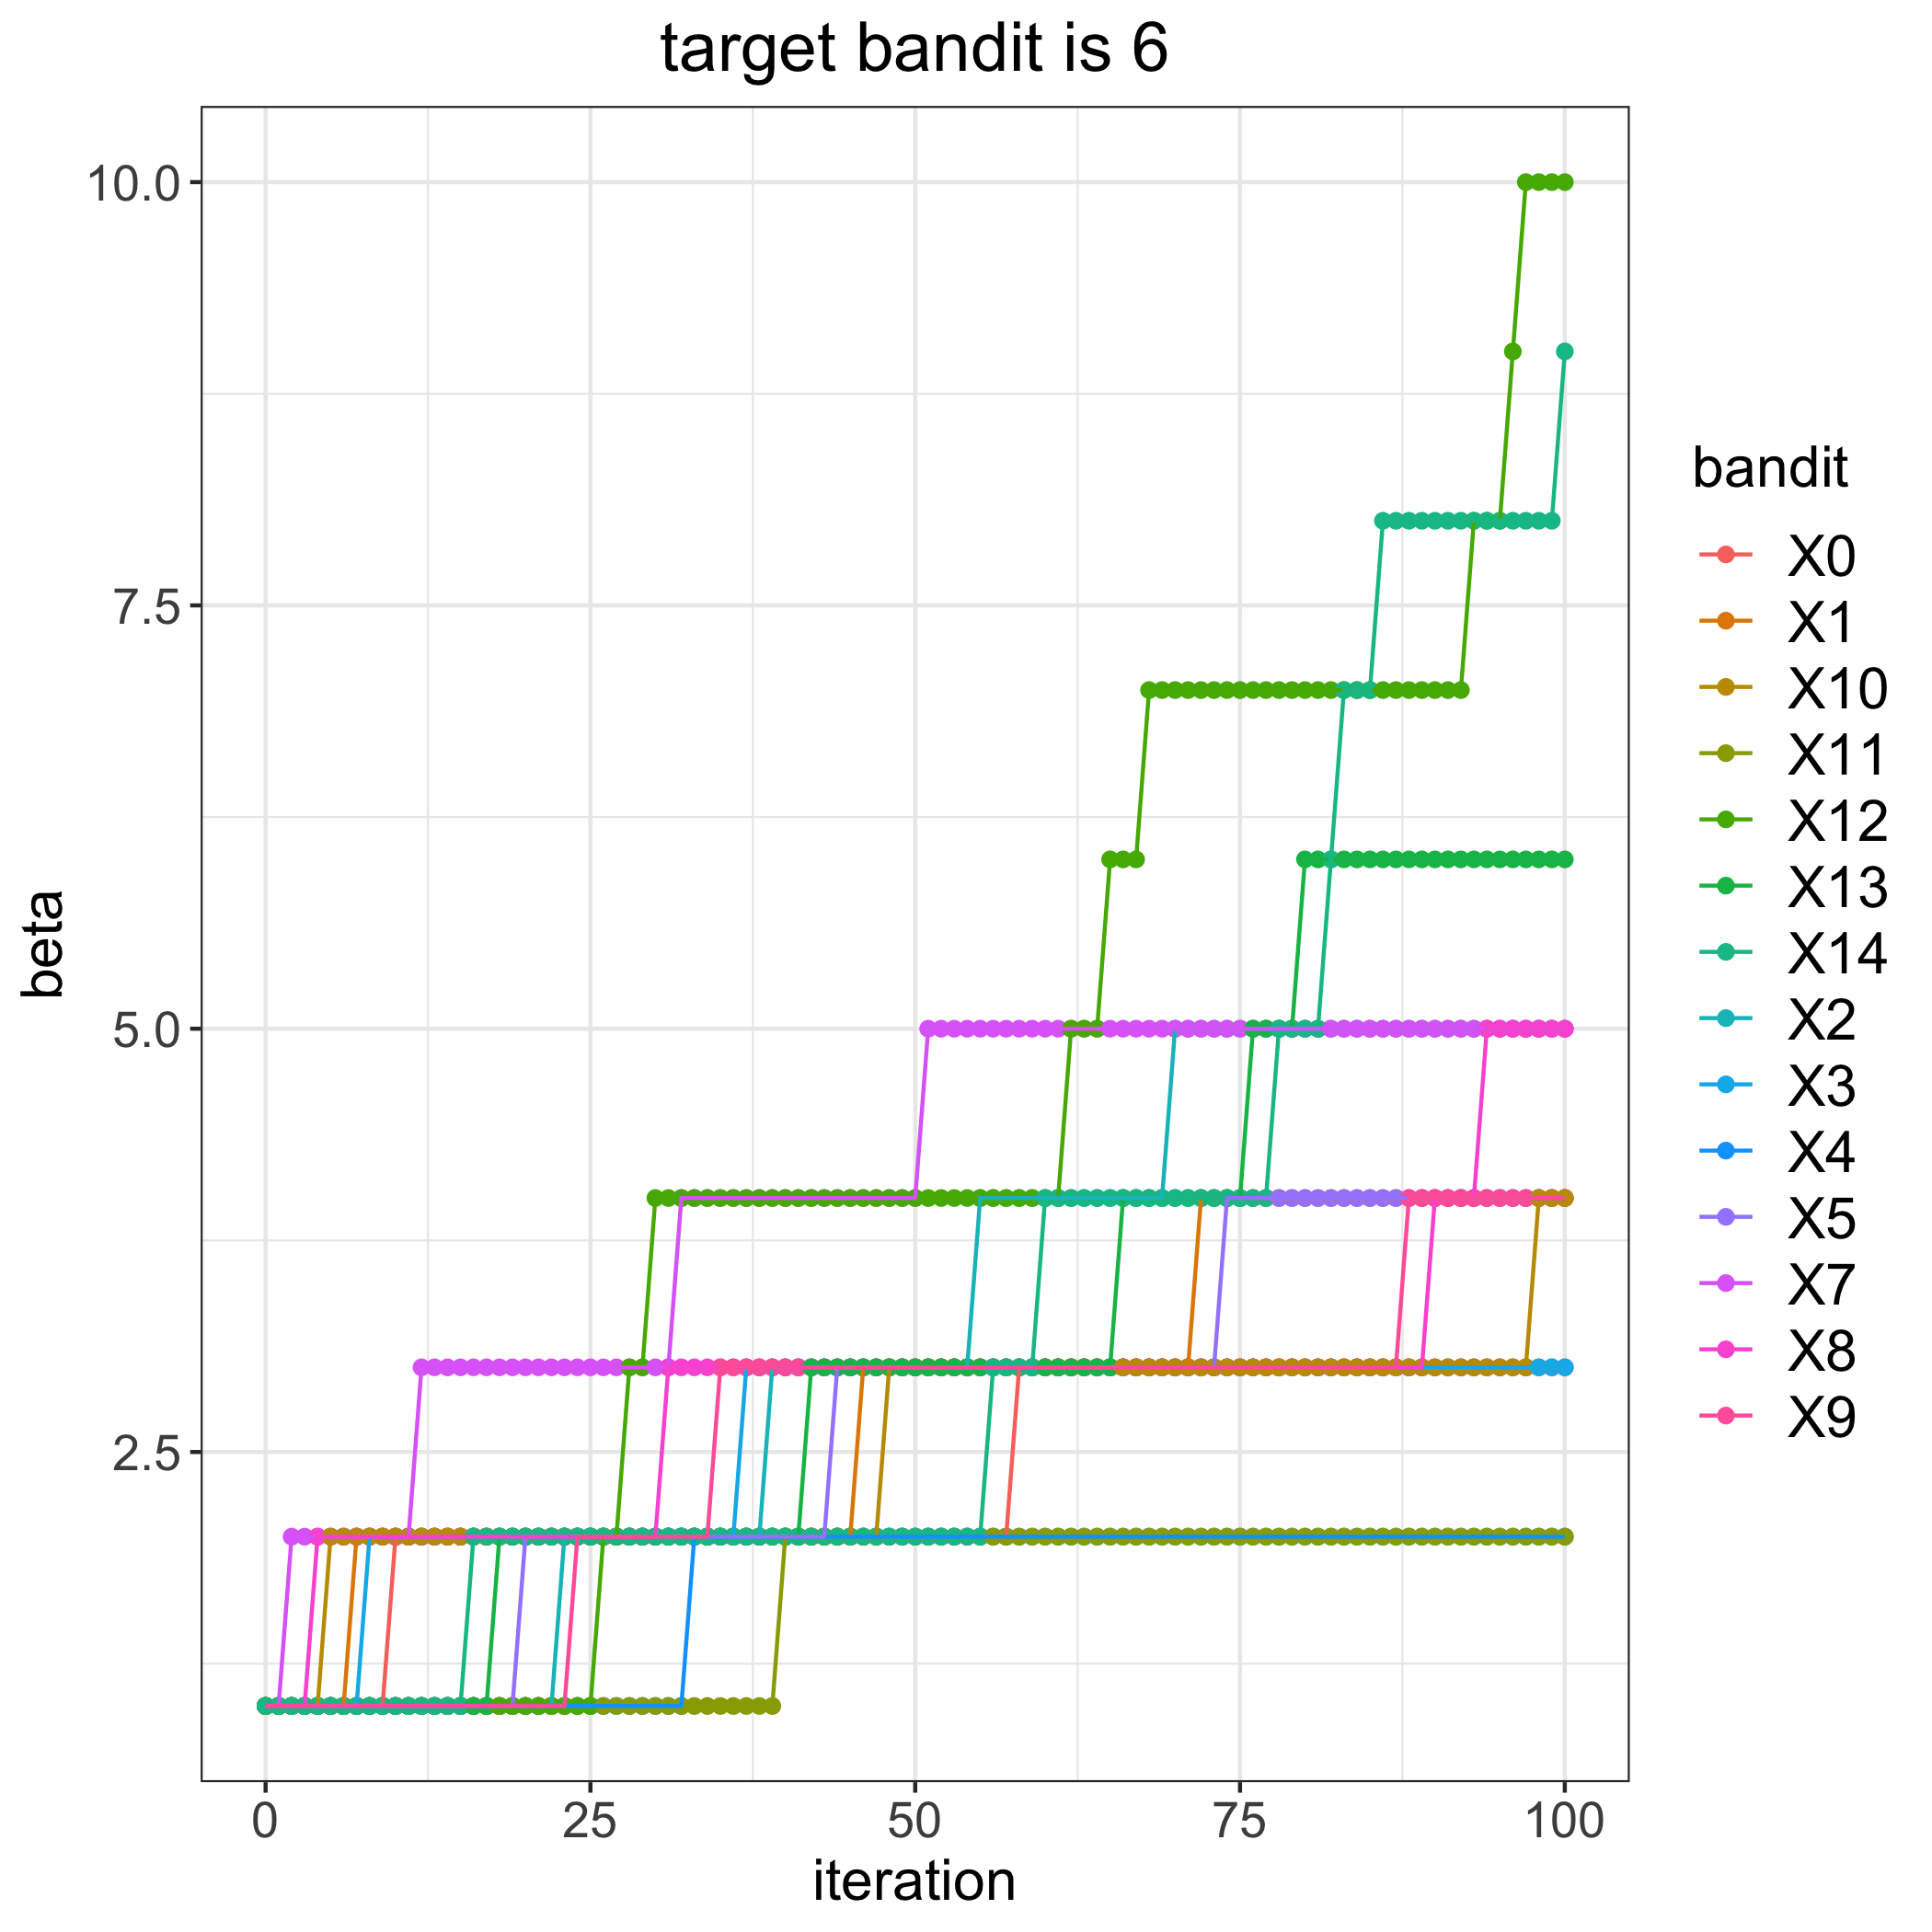 target bandit is 6
10.0
7.5
5.0
2.5
beta
0
25
50
75
100
iteration
bandit
X0
X1
X10
X11
X12
X13
X14
X2
X3
X4
X5
X7
X8
X9